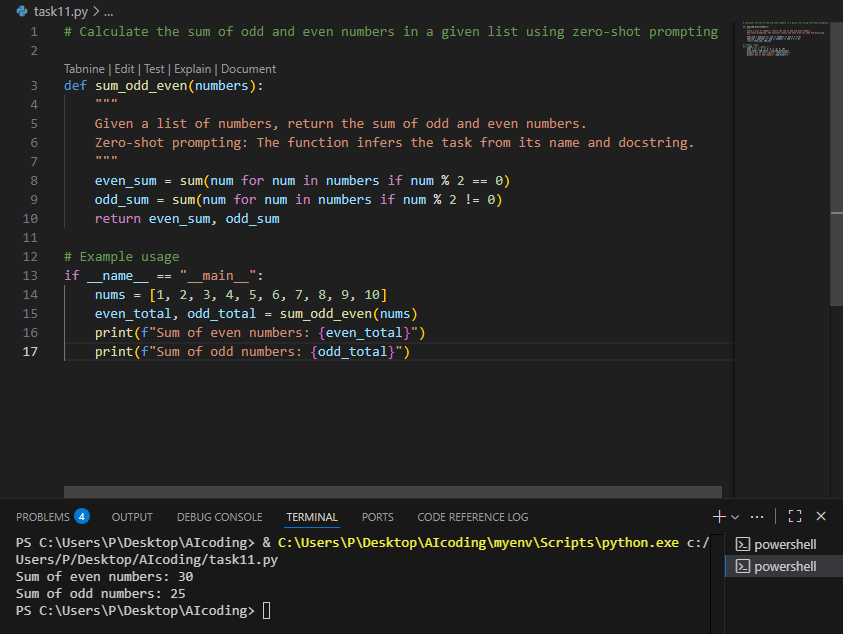 task11.py > ...
1 # Calculate the sum of odd and even numbers in a given list using zero-shot prompting
2
Tabnine | Edit | Test | Explain | Document
3 def sum_odd_even(numbers):
4     """
5     Given a list of numbers, return the sum of odd and even numbers.
6     Zero-shot prompting: The function infers the task from its name and docstring.
7     """
8     even_sum = sum(num for num in numbers if num % 2 == 0)
9     odd_sum = sum(num for num in numbers if num % 2 != 0)
10     return even_sum, odd_sum
11
12 # Example usage
13 if __name__ == "__main__":
14     nums = [1, 2, 3, 4, 5, 6, 7, 8, 9, 10]
15     even_total, odd_total = sum_odd_even(nums)
16     print(f"Sum of even numbers: {even_total}")
17     print(f"Sum of odd numbers: {odd_total}")
PROBLEMS 4 OUTPUT DEBUG CONSOLE TERMINAL PORTS CODE REFERENCE LOG
PS C:\Users\P\Desktop\AIcoding> & C:\Users\P\Desktop\AIcoding\myenv\Scripts\python.exe c:/
Users/P/Desktop/AIcoding/task11.py
Sum of even numbers: 30
Sum of odd numbers: 25
PS C:\Users\P\Desktop\AIcoding>
powershell
powershell